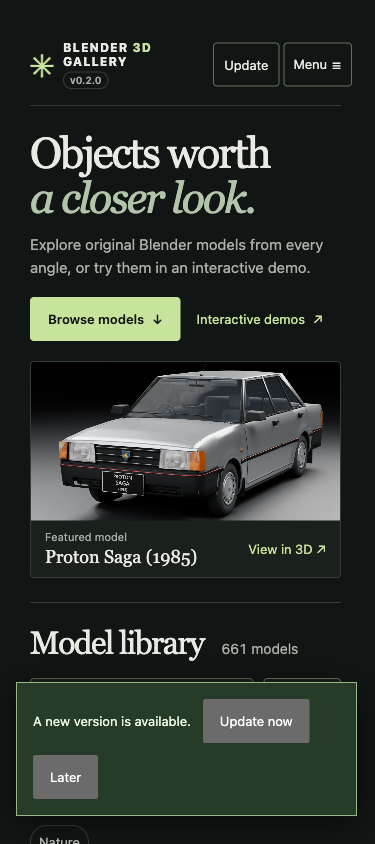 BLENDER 3D
GALLERY
v0.2.0
Update
Menu ≡
Objects worth
a closer look.
Explore original Blender models from every
angle, or try them in an interactive demo.
Browse models ↓
Interactive demos ↗
PROTON
SAGA
Featured model
Proton Saga (1985)
View in 3D ↗
Model library
661 models
A new version is available.
Update now
Later
Nature